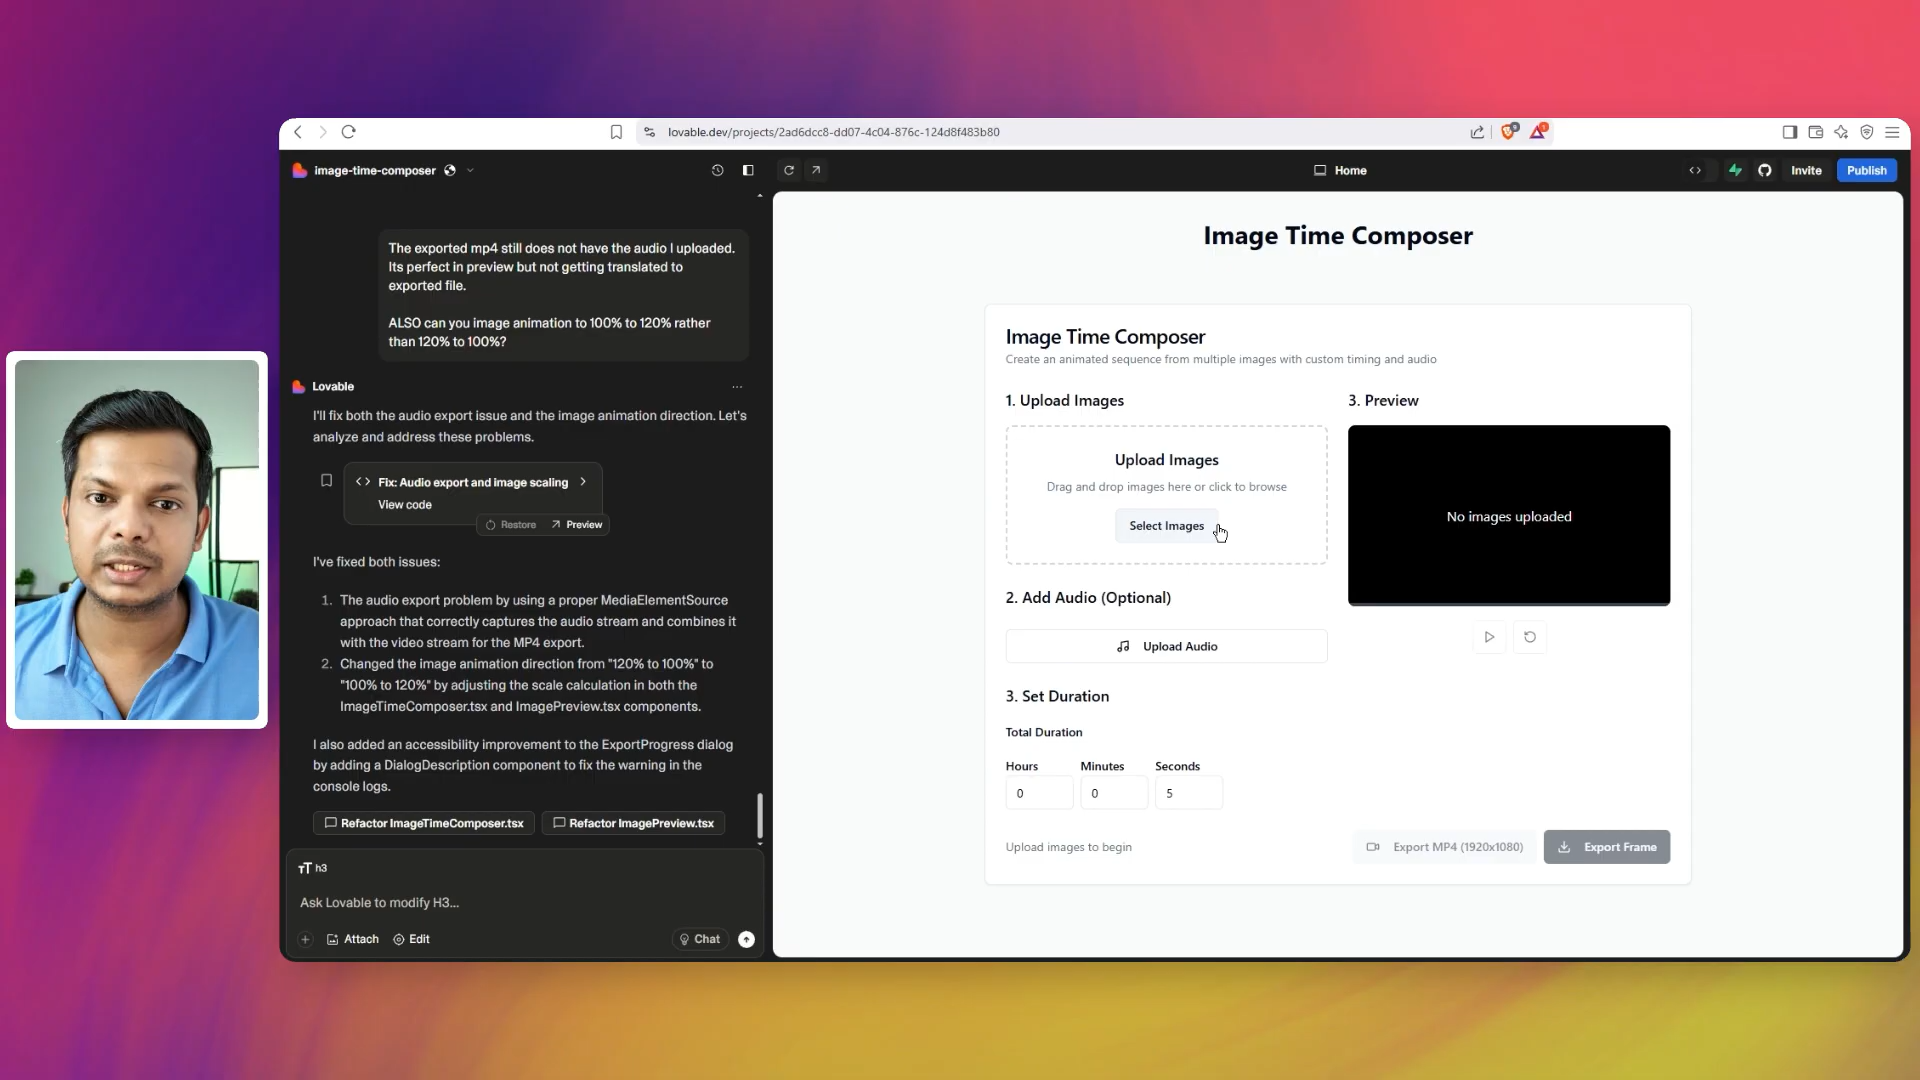 lovable.dev/projects/2ad6dcc8-dd07-4c04-876c-124d8f483b80
image-time-composer
Home
Invite
Publish
The exported mp4 still does not have the audio I uploaded.
Its perfect in preview but not getting translated to
exported file.
ALSO can you image animation to 100% to 120% rather
than 120% to 100%?
Lovable
I'll fix both the audio export issue and the image animation direction. Let's
analyze and address these problems.
Fix: Audio export and image scaling
View code
Restore
Preview
I've fixed both issues:
1. The audio export problem by using a proper MediaElementSource
approach that correctly captures the audio stream and combines it
with the video stream for the MP4 export.
2. Changed the image animation direction from "120% to 100%" to
"100% to 120%" by adjusting the scale calculation in both the
ImageTimeComposer.tsx and ImagePreview.tsx components.
I also added an accessibility improvement to the ExportProgress dialog
by adding a DialogDescription component to fix the warning in the
console logs.
Refactor ImageTimeComposer.tsx
Refactor ImagePreview.tsx
h3
Ask Lovable to modify H3...
Attach
Edit
Chat
Image Time Composer
Image Time Composer
Create an animated sequence from multiple images with custom timing and audio
1. Upload Images
Upload Images
Drag and drop images here or click to browse
Select Images
2. Add Audio (Optional)
Upload Audio
3. Set Duration
Total Duration
Hours Minutes Seconds
0 0 5
Upload images to begin
3. Preview
No images uploaded
Export MP4 (1920x1080)
Export Frame